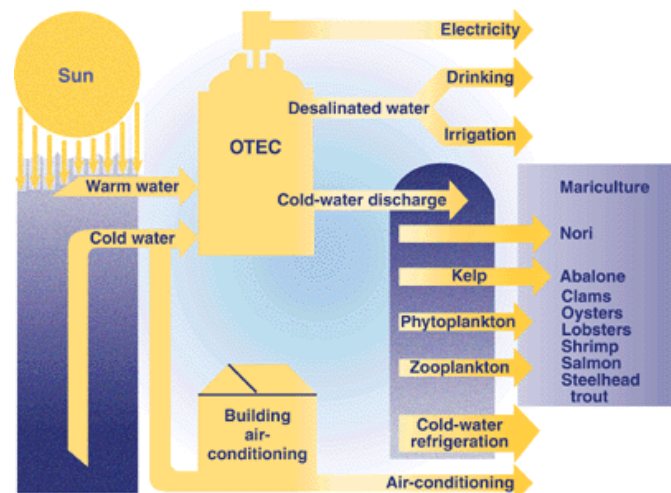 Sun
Warm water
Cold water
OTEC
Building
air-
conditioning
Electricity
Desalinated water
Drinking
Irrigation
Cold-water discharge
Nori
Kelp
Phytoplankton
Zooplankton
Cold-water
refrigeration
Air-conditioning
Mariculture
Abalone
Clams
Oysters
Lobsters
Shrimp
Salmon
Steelhead
trout